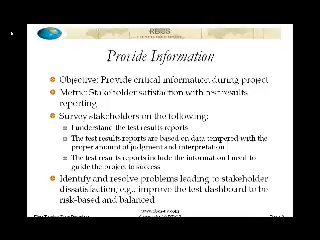 RBCS
Provide Information
Objective: Provide critical information during project
Metric: Stakeholder satisfaction with test results
reporting
Survey stakeholders on the following:
I understand the test results reports
The test results reports are based on data tempered with the
proper amount of judgment and interpretation
The test results reports include the information I need to
guide the project to success
Identify and resolve problems leading to stakeholder
dissatisfaction, e.g., improve the test dashboard to be
risk-based and balanced